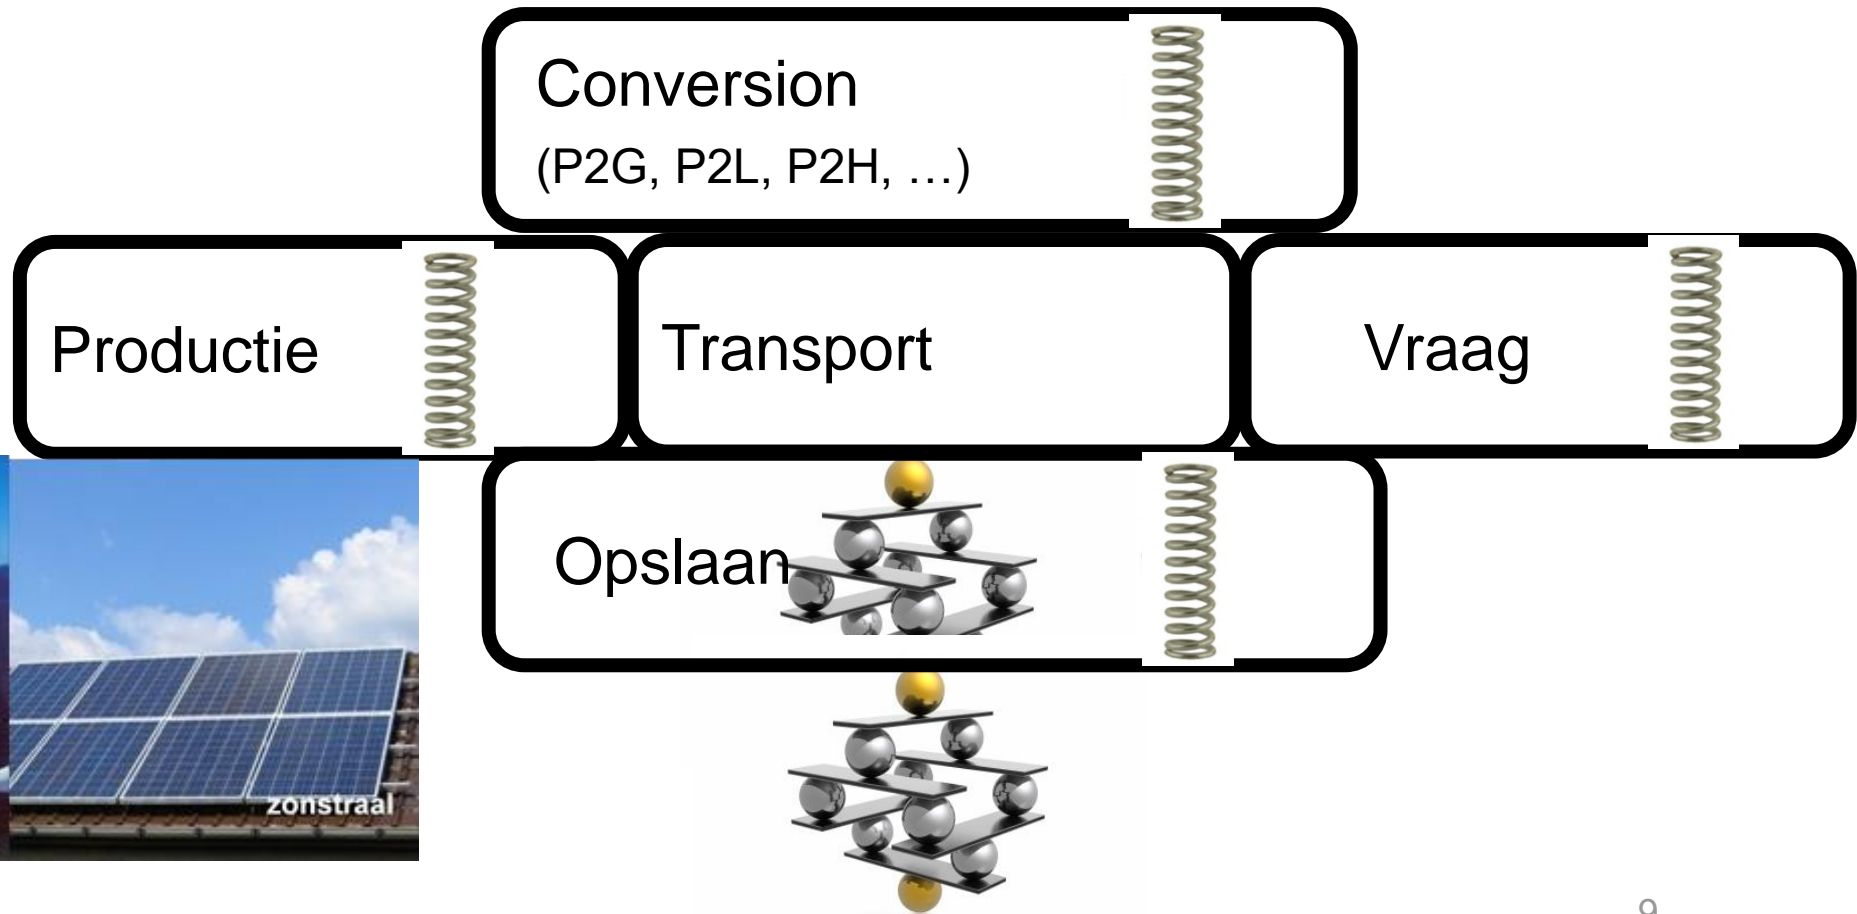 Conversion
(P2G, P2L, P2H, …)
Productie
Transport
Vraag
Opslaan
zonstraal
9